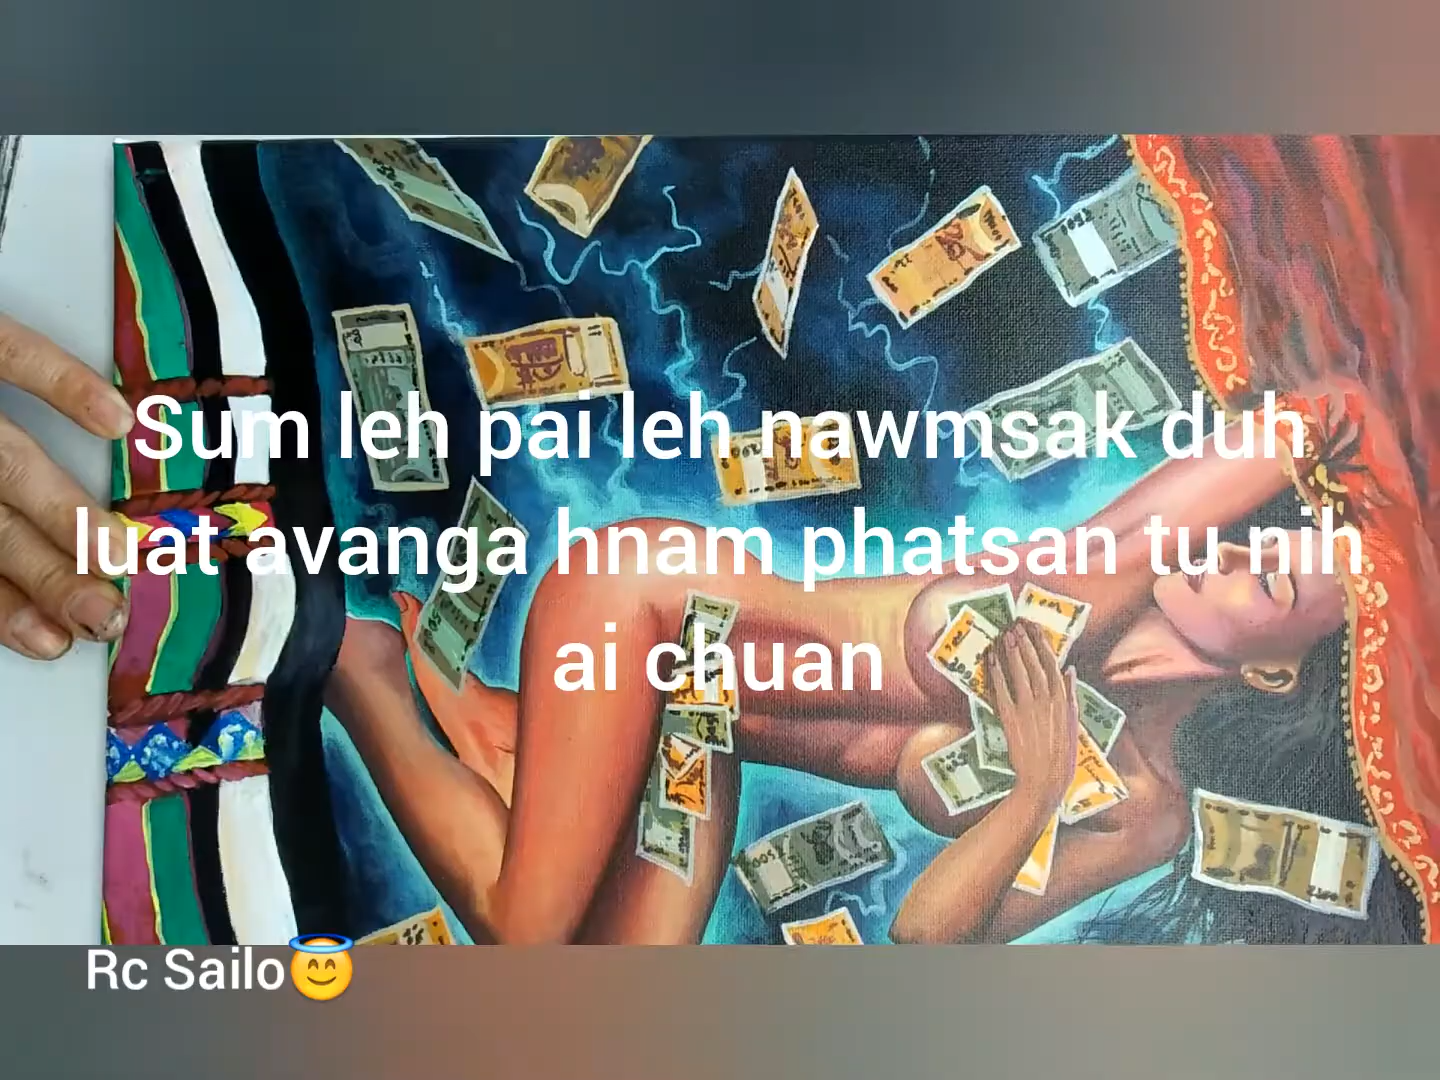 Sum leh pai leh nawmsak duh
luat avanga hnam phatsan tu nih
ai chuan
Rc Sailo😇